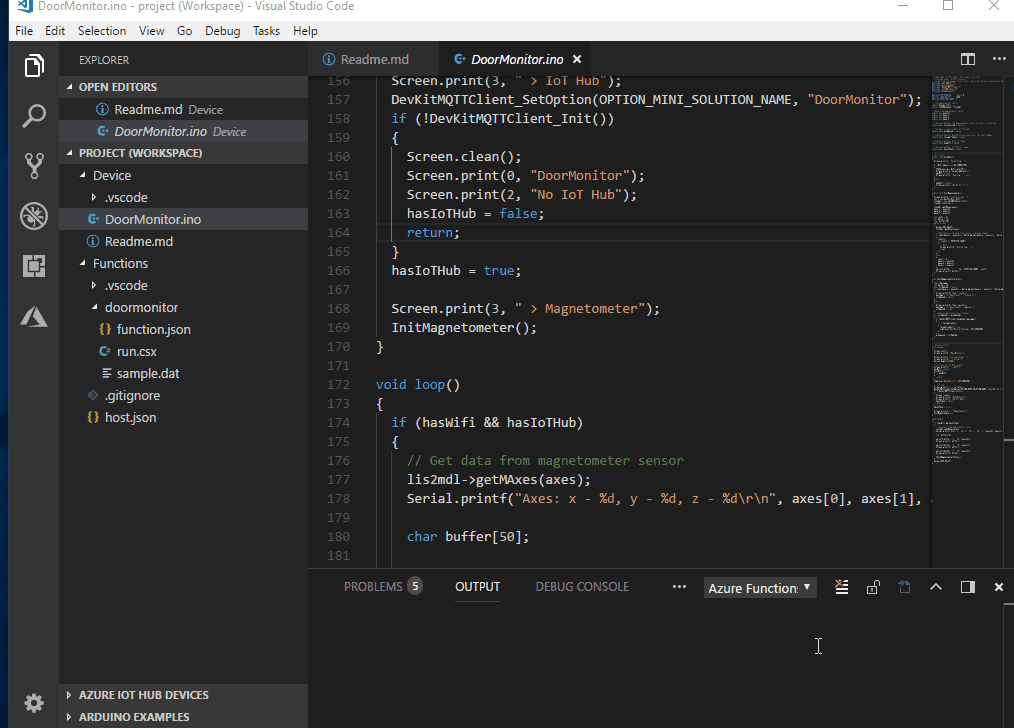 DoorMonitor.ino - project (Workspace) - Visual Studio Code
File Edit Selection View Go Debug Tasks Help
EXPLORER
OPEN EDITORS
Readme.md Device
DoorMonitor.ino Device
PROJECT (WORKSPACE)
Device
.vscode
DoorMonitor.ino
Readme.md
Functions
.vscode
doormonitor
function.json
run.csx
sample.dat
.gitignore
host.json
AZURE IOT HUB DEVICES
ARDUINO EXAMPLES
Readme.md DoorMonitor.ino
156 Screen.print(3, " > IoT Hub");
157 DevKitMQTTClient_SetOption(OPTION_MINI_SOLUTION_NAME, "DoorMonitor");
158 if (!DevKitMQTTClient_Init())
159 {
160 Screen.clean();
161 Screen.print(0, "DoorMonitor");
162 Screen.print(2, "No IoT Hub");
163 hasIoTHub = false;
164 return;
165 }
166 hasIoTHub = true;
167
168 Screen.print(3, " > Magnetometer");
169 InitMagnetometer();
170 }
171
172 void loop()
173 {
174 if (hasWifi && hasIoTHub)
175 {
176 // Get data from magnetometer sensor
177 lis2mdl->getMAxes(axes);
178 Serial.printf("Axes: x - %d, y - %d, z - %d\r\n", axes[0], axes[1],
179
180 char buffer[50];
181
PROBLEMS 5 OUTPUT DEBUG CONSOLE ••• Azure Function